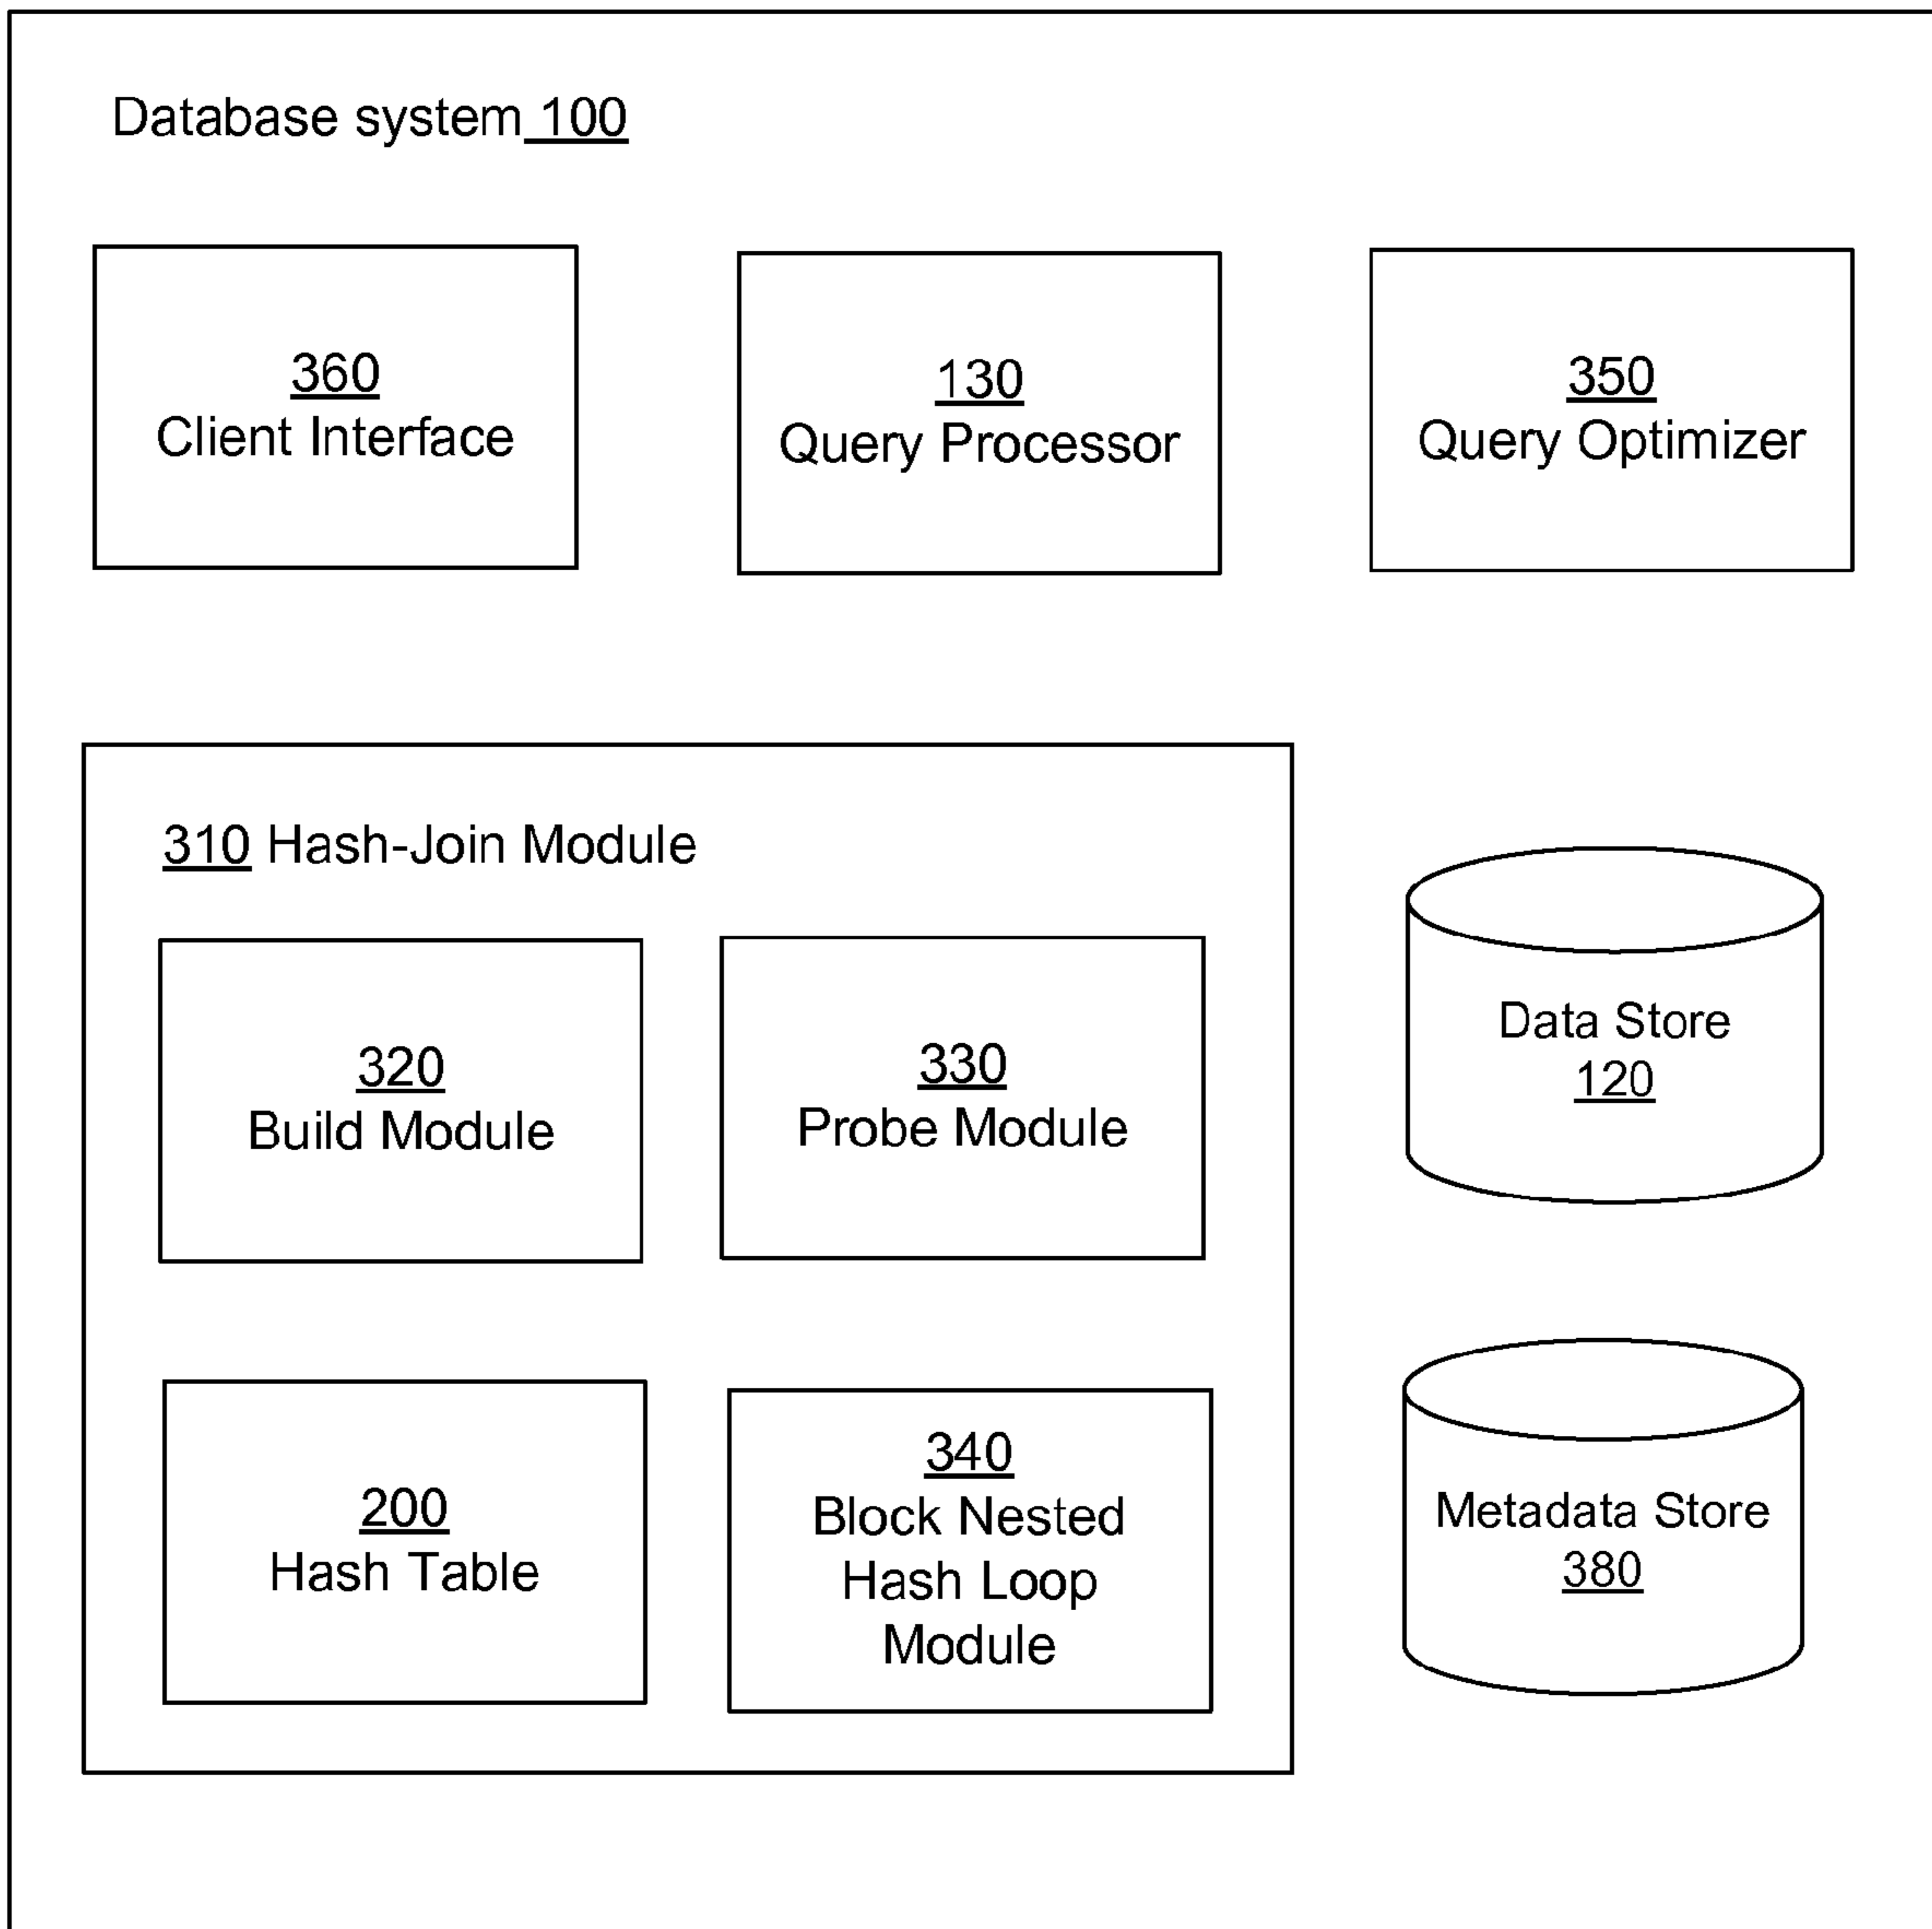 Database system 100
360
Client Interface
130
Query Processor
350
Query Optimizer
310 Hash-Join Module
320
Build Module
330
Probe Module
Data Store
120
200
Hash Table
340
Block Nested
Hash Loop
Module
Metadata Store
380